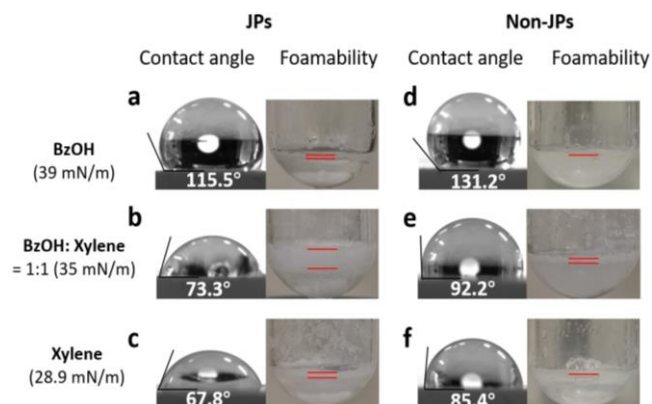 JPs Non-JPs
Contact angle Foamability Contact angle Foamability
a d
BzOH
(39 mN/m)
115.5° 131.2°
b e
BzOH: Xylene
= 1:1 (35 mN/m)
73.3° 92.2°
c f
Xylene
(28.9 mN/m)
67.8° 85.4°